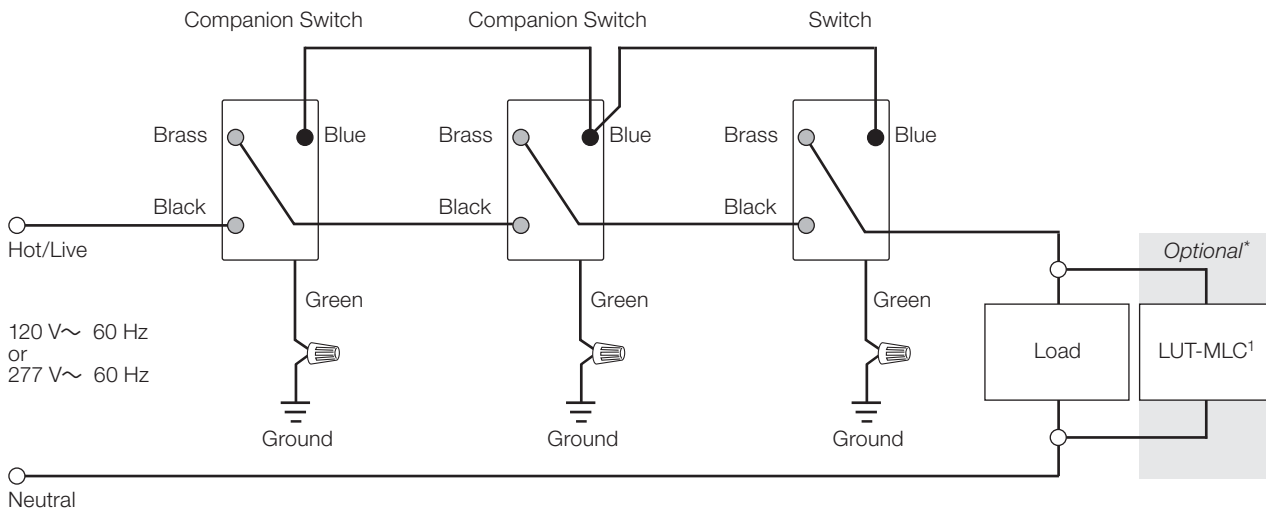 Companion Switch
Companion Switch
Switch
Brass
Blue
Brass
Blue
Brass
Blue
Black
Black
Black
Hot/Live
Optional*
Green
Green
Green
120 V~ 60 Hz
or
277 V~ 60 Hz
Load
LUT-MLC¹
Ground
Ground
Ground
Neutral